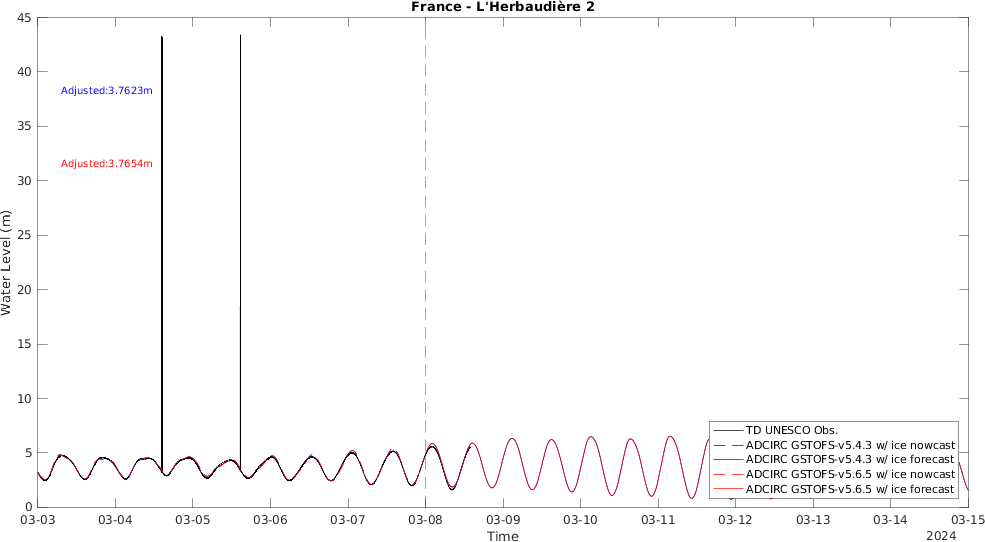 France - L'Herbaudière 2
45
40
35
30
25
20
15
10
5
0
Water Level (m)
Adjusted:3.7623m
Adjusted:3.7654m
TD UNESCO Obs.
ADCIRC GSTOFS-v5.4.3 w/ ice nowcast
ADCIRC GSTOFS-v5.4.3 w/ ice forecast
ADCIRC GSTOFS-v5.6.5 w/ ice nowcast
ADCIRC GSTOFS-v5.6.5 w/ ice forecast
03-03 03-04 03-05 03-06 03-07 03-08 03-09 03-10 03-11 03-12 03-13 03-14 03-15
Time
2024